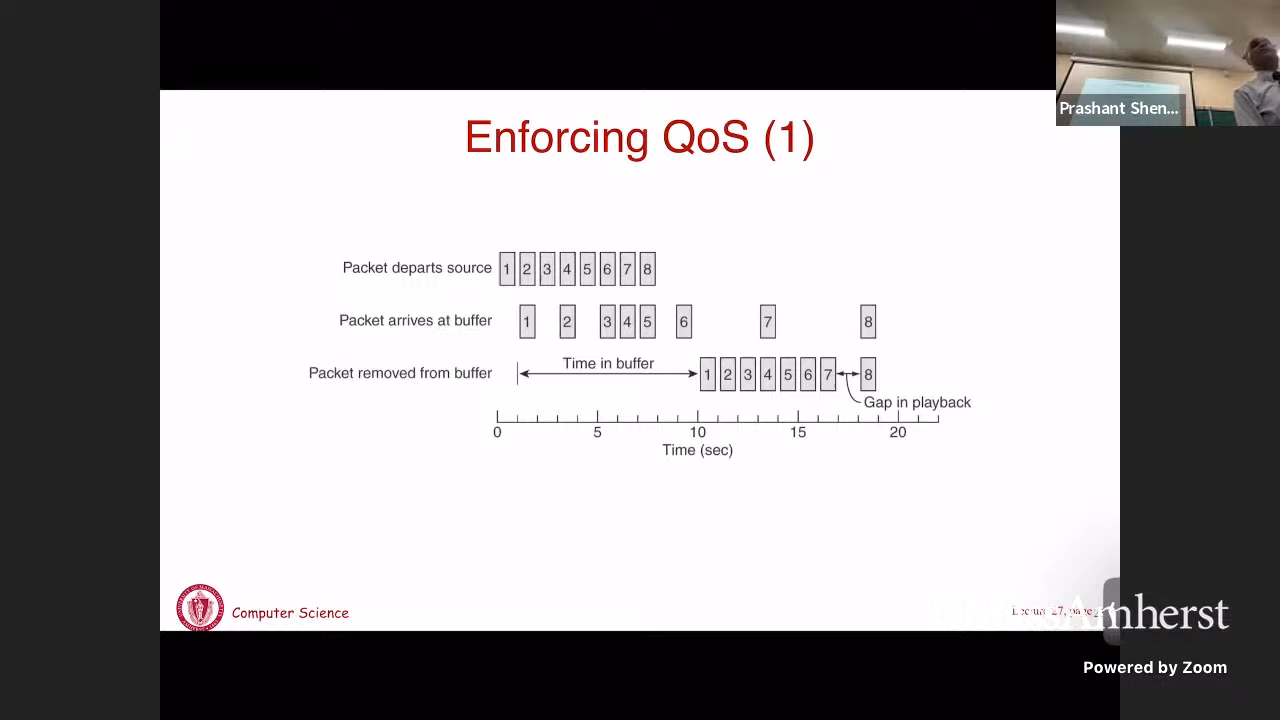 Prashant Shen...
Enforcing QoS (1)
Packet departs source 1 2 3 4 5 6 7 8
Packet arrives at buffer 1 2 3 4 5 6 7 8
Packet removed from buffer Time in buffer 1 2 3 4 5 6 7 8
Gap in playback
0 5 10 15 20
Time (sec)
Computer Science
Lecture 27,
Amherst
Powered by Zoom